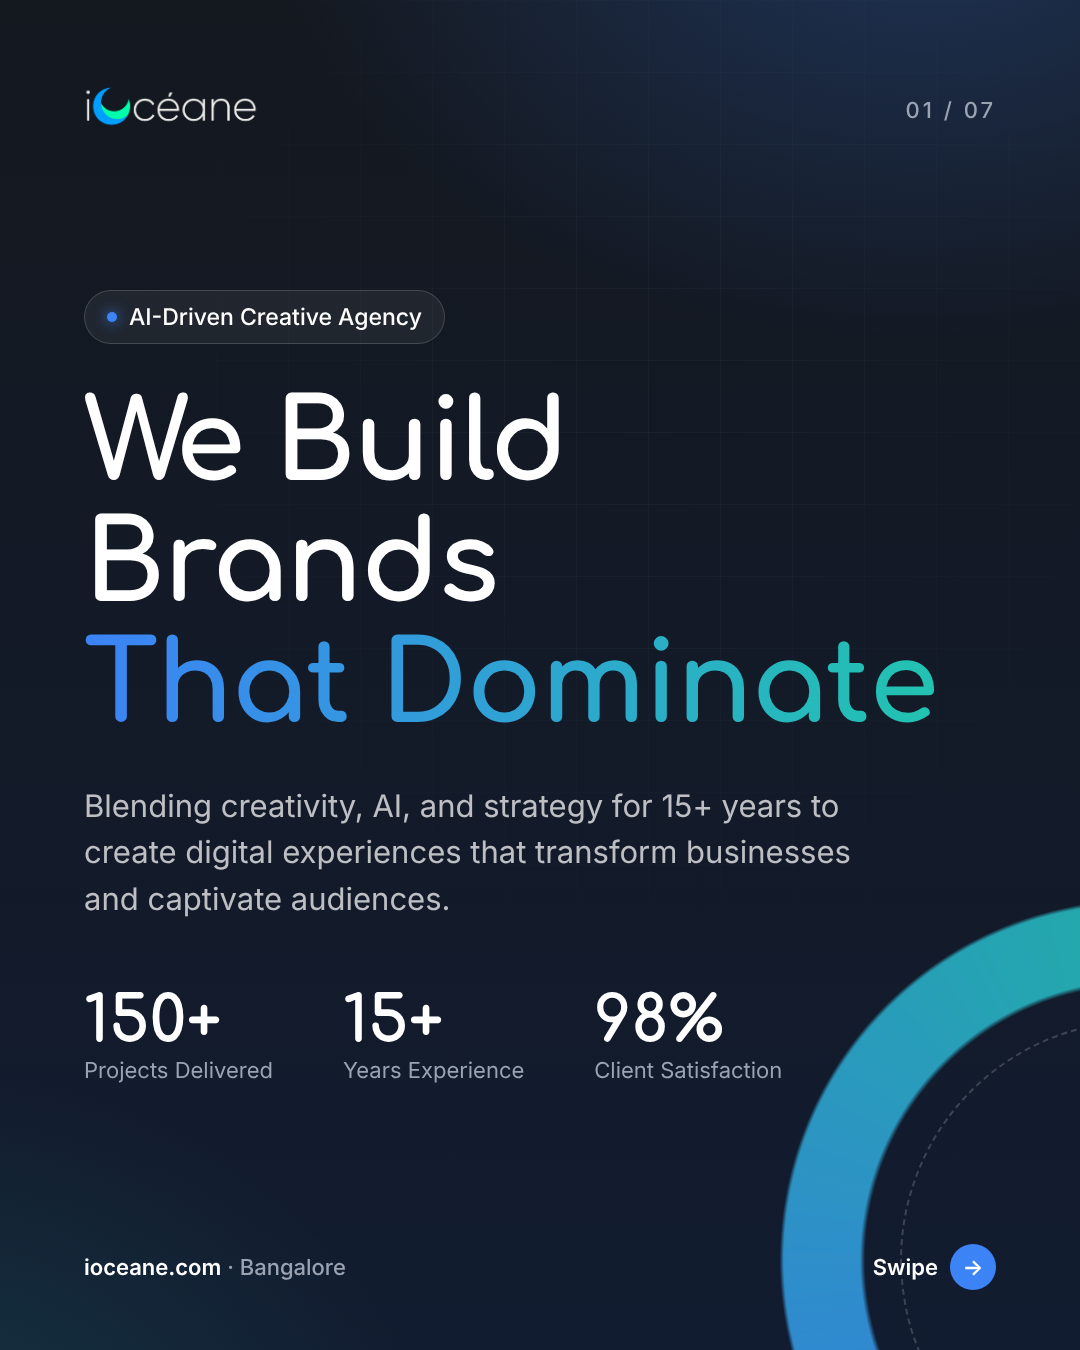 iOcéane
01 / 07
AI-Driven Creative Agency
We Build
Brands
That Dominate
Blending creativity, AI, and strategy for 15+ years to
create digital experiences that transform businesses
and captivate audiences.
150+ 15+ 98%
Projects Delivered Years Experience Client Satisfaction
ioceane.com · Bangalore
Swipe →